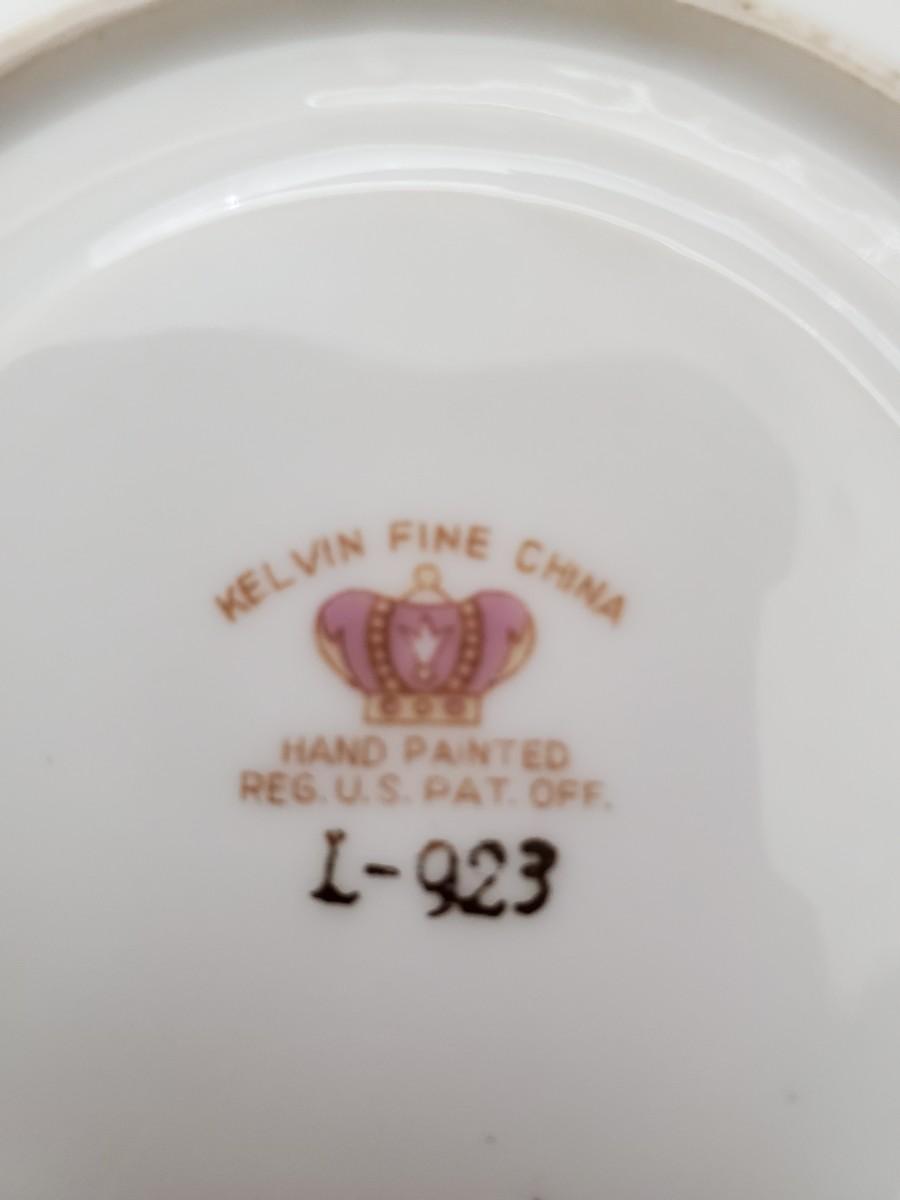 KELVIN FINE CHINA
HAND PAINTED
REG. U.S. PAT. OFF.
L-923